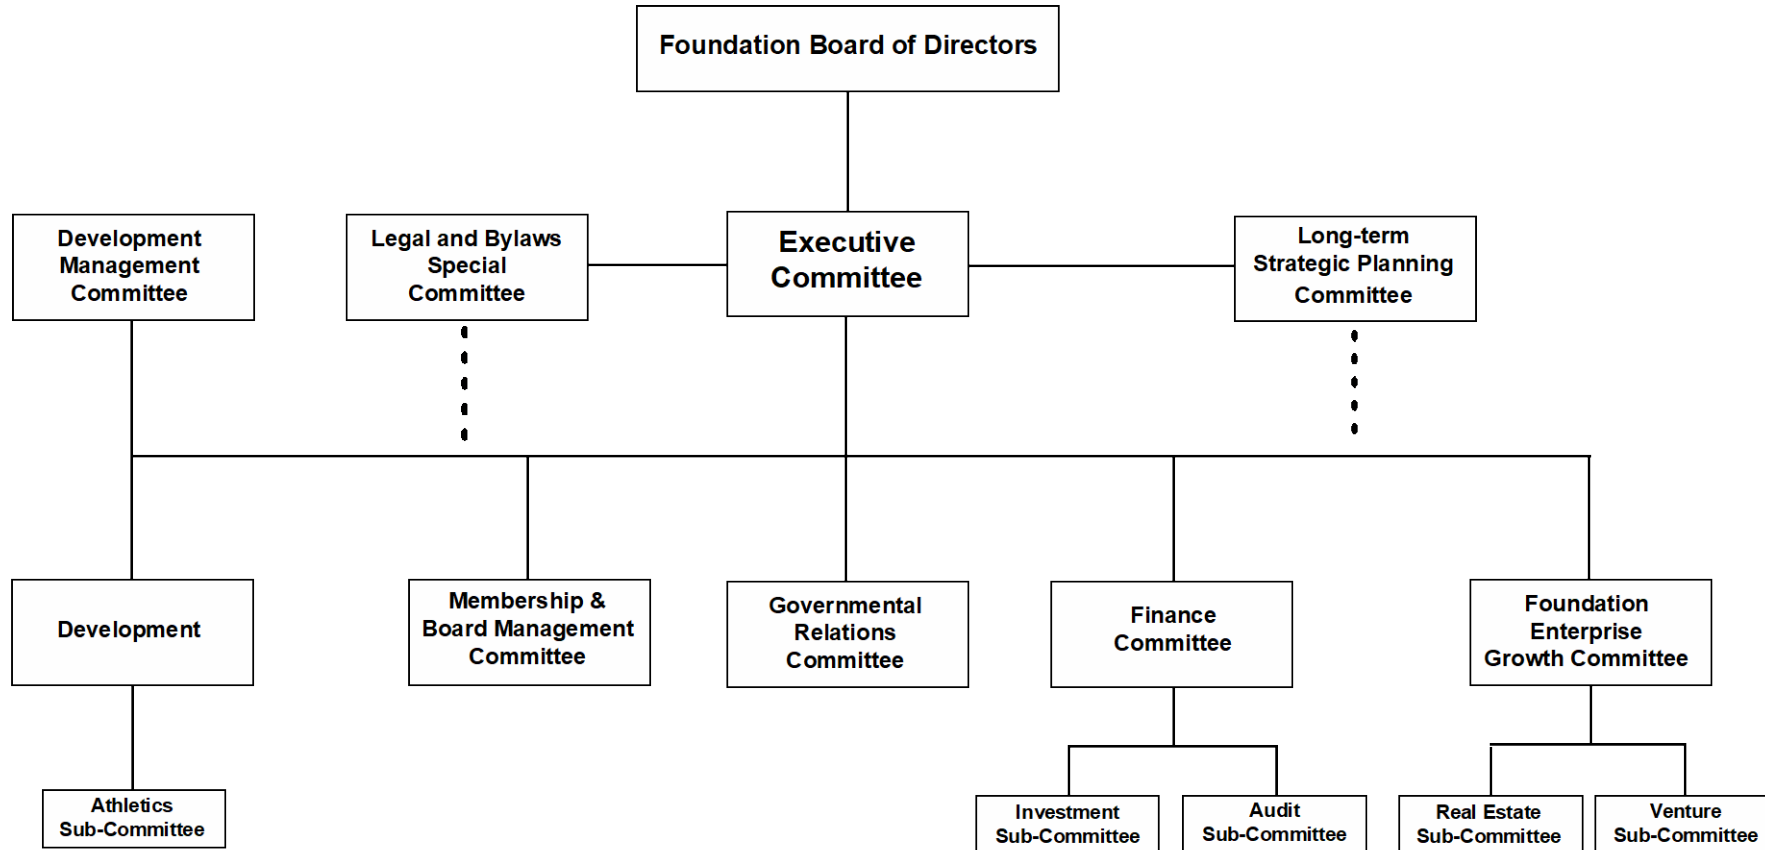 Foundation Board of Directors
Development
Management
Committee
Legal and Bylaws
Special
Committee
Executive
Committee
Long-term
Strategic Planning
Committee
Development
Membership &
Board Management
Committee
Governmental
Relations
Committee
Finance
Committee
Foundation
Enterprise
Growth Committee
Athletics
Sub-Committee
Investment
Sub-Committee
Audit
Sub-Committee
Real Estate
Sub-Committee
Venture
Sub-Committee